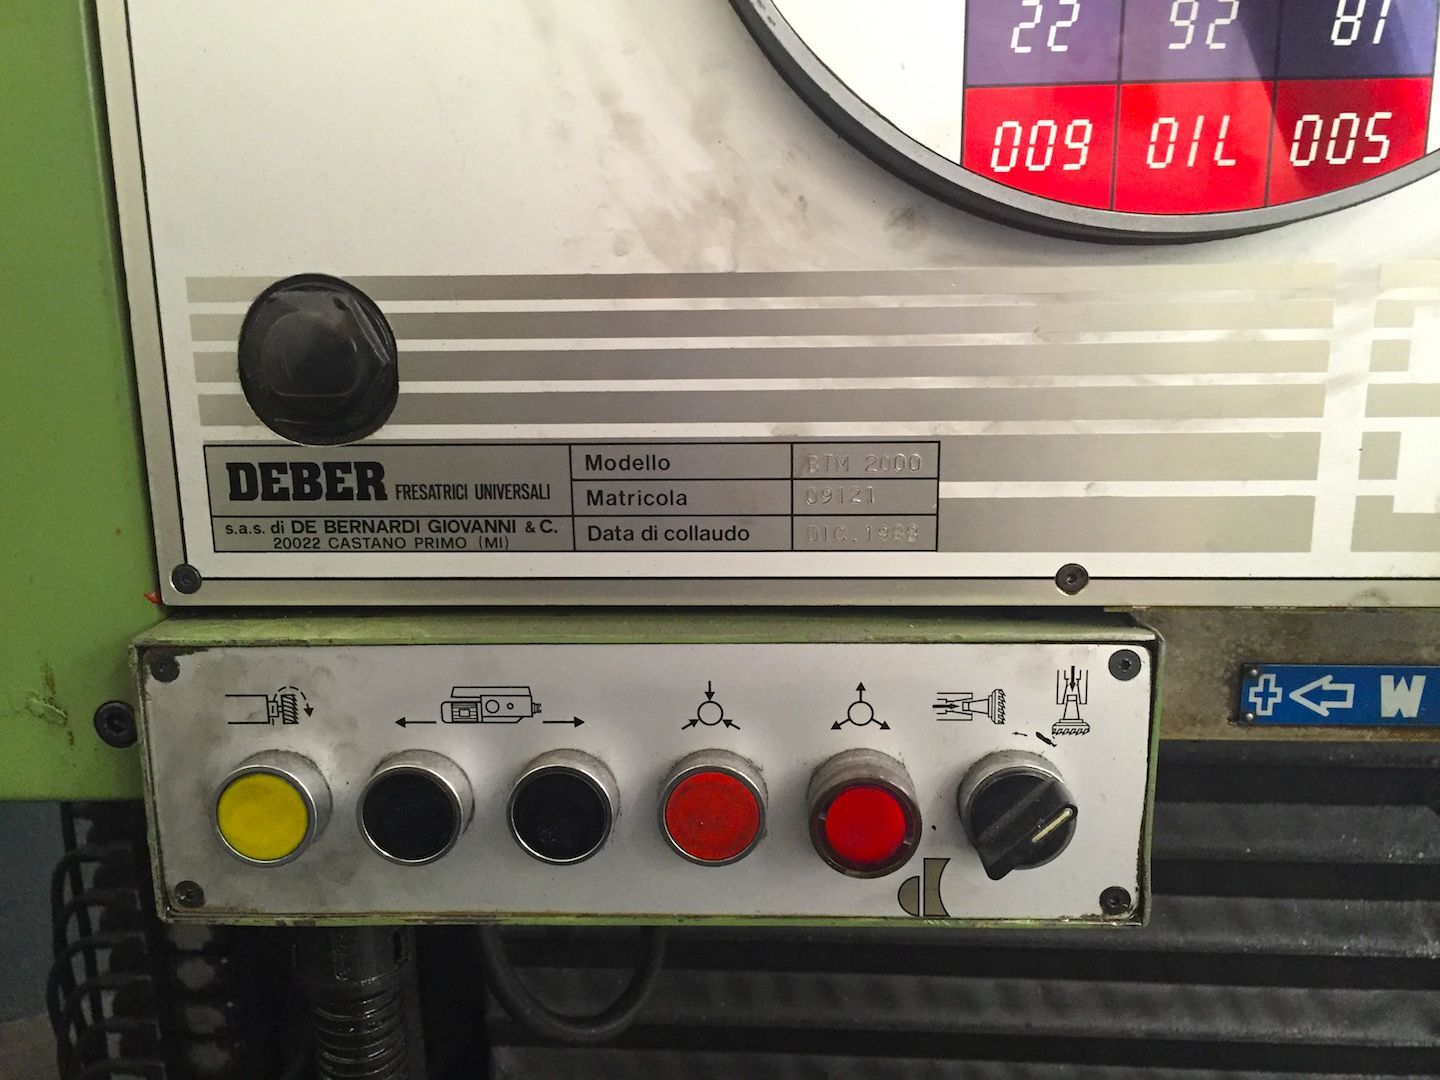 22 92 81
009 OIL 005
DEBER FRESATRICI UNIVERSALI
s.a.s. di DE BERNARDI GIOVANNI & C.
20022 CASTANO PRIMO (MI)
Modello BTM 2000
Matricola 09121
Data di collaudo DIC. 1988
+ W